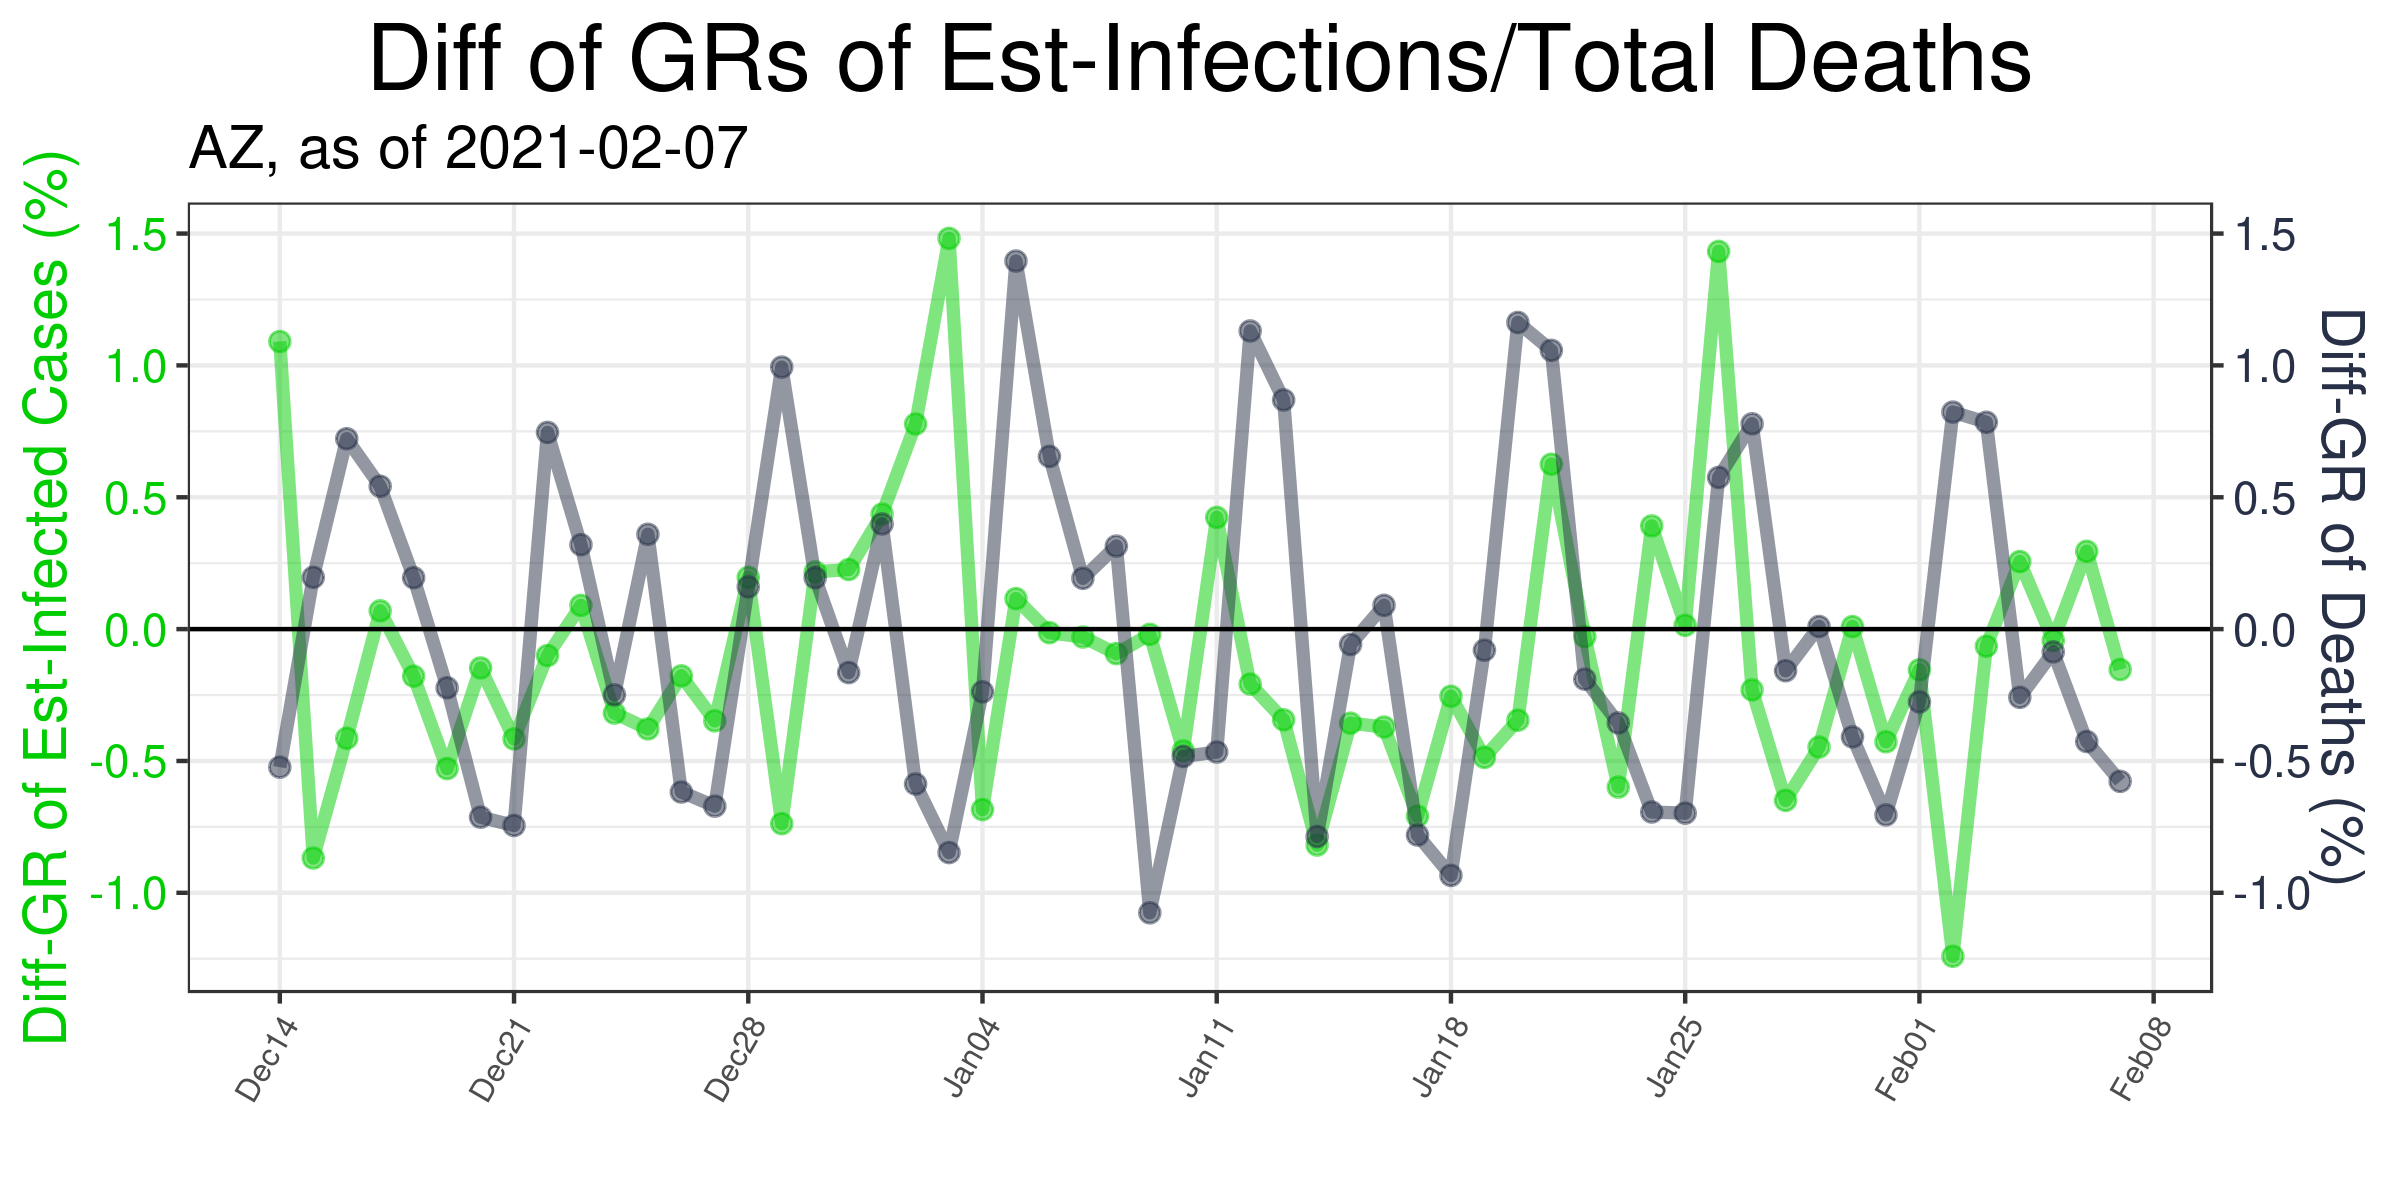 Diff of GRs of Est-Infections/Total Deaths
AZ, as of 2021-02-07
Diff-GR of Est-Infected Cases (%)
1.5
1.0
0.5
0.0
-0.5
-1.0
1.5
1.0
0.5
0.0
-0.5
-1.0
Diff-GR of Deaths (%)
Dec14
Dec21
Dec28
Jan04
Jan11
Jan18
Jan25
Feb01
Feb08